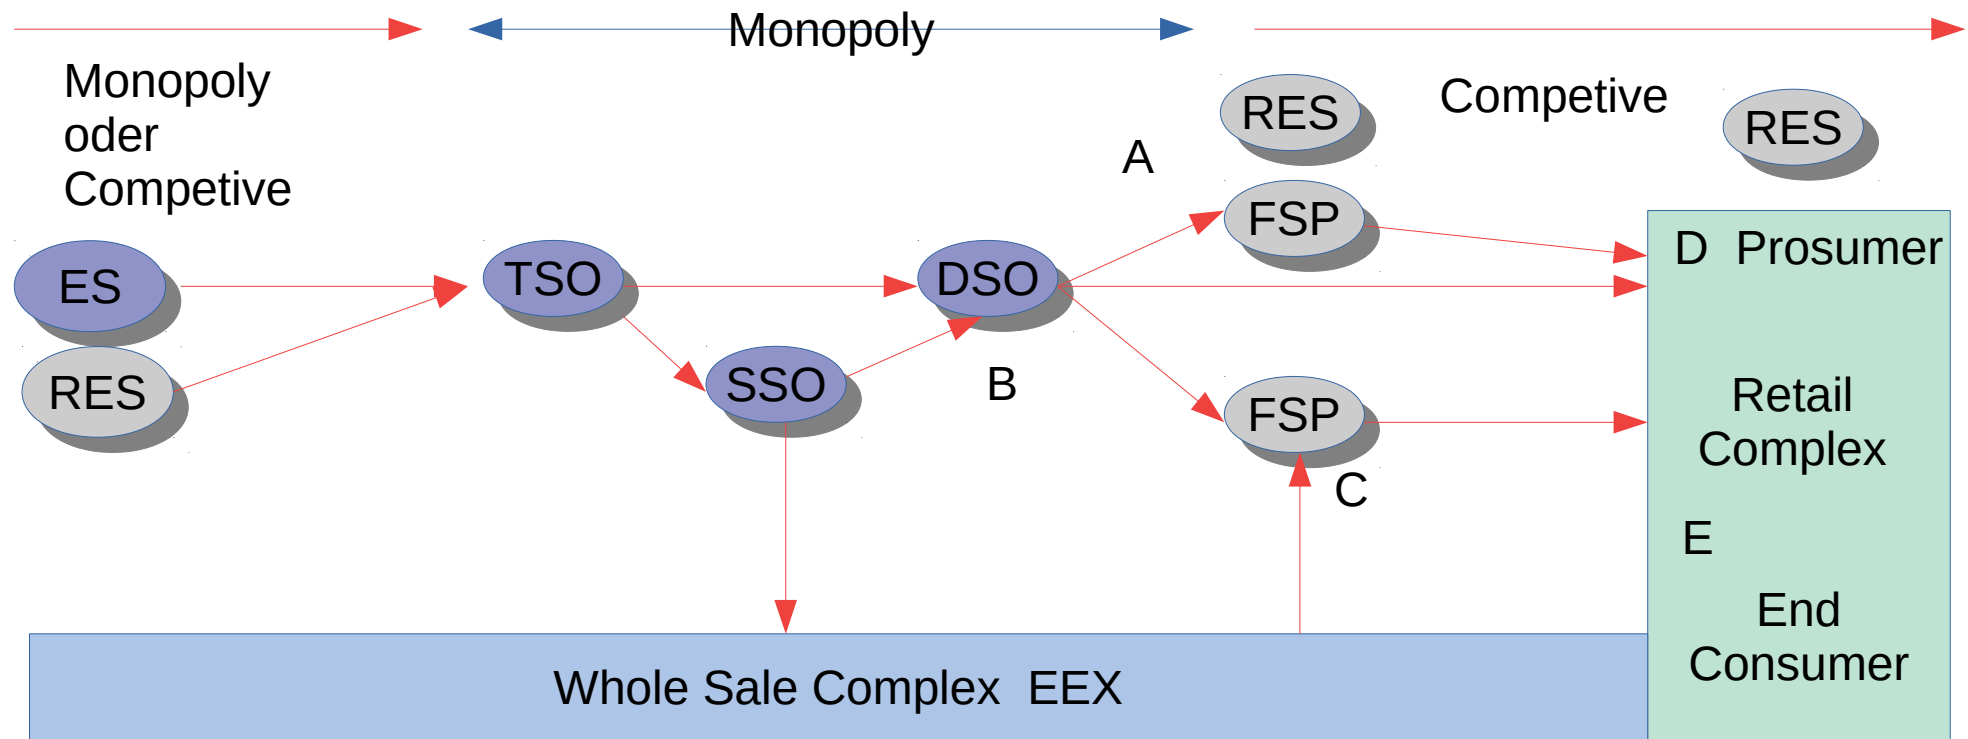 Monopoly
Monopoly
oder
Competive
RES
Competive
RES
A
FSP
ES
TSO
DSO
D Prosumer
RES
SSO
B
FSP
Retail
Complex
C
E
End
Consumer
Whole Sale Complex EEX